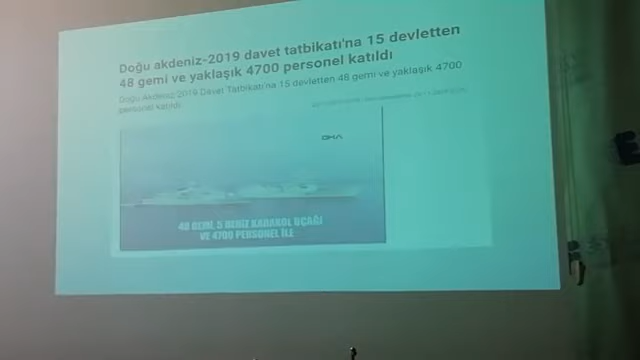 Doğu akdeniz-2019 davet tatbikatı'na 15 devletten
48 gemi ve yaklaşık 4700 personel katıldı
Doğu Akdeniz-2019 Davet Tatbikatı'na 15 devletten 48 gemi ve yaklaşık 4700
personel katıldı
DHA
48 GEMİ, 5 DENİZ KARAKOL UÇAĞI
VE 4700 PERSONEL İLE